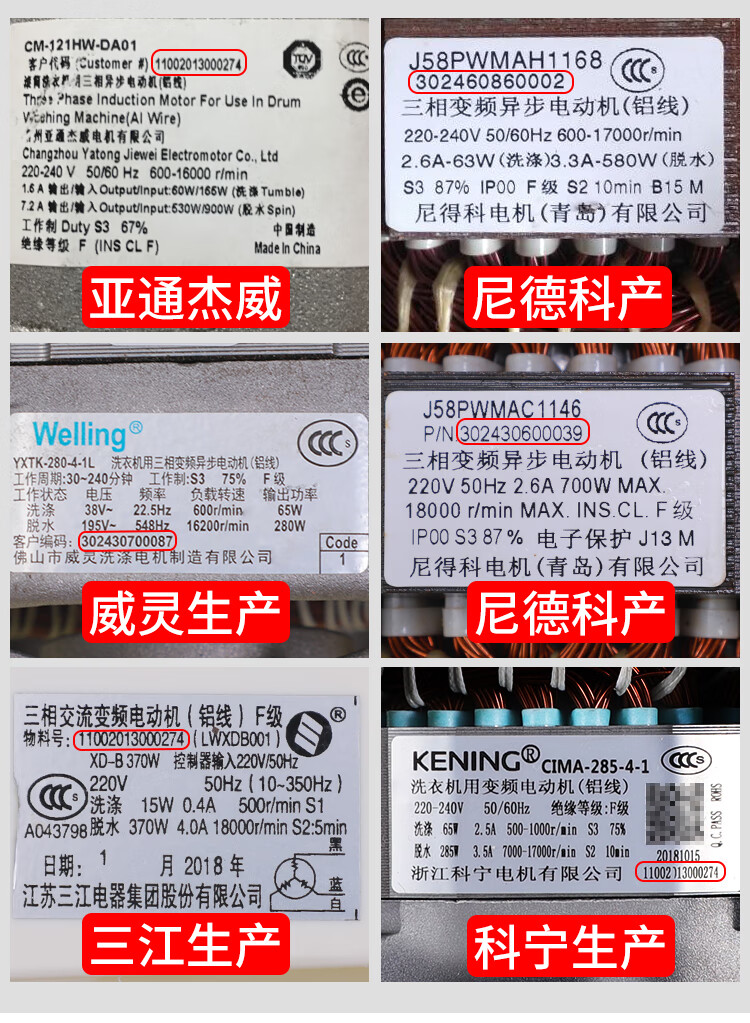 CM-121HW-DA01
客户代码 (Customer #) 11002013000274
滚筒洗衣机用三相异步电动机(铝线)
Three Phase Induction Motor For Use In Drum
Washing Machine(Al Wire)
州亚通杰威电机有限公司
Changzhou Yatong Jiewei Electromotor Co., Ltd
220-240 V 50/60 Hz 600-16000 r/min
1.6 A 输出/输入 Output/Input: 60W/165W (洗涤 Tumble)
7.2 A 输出/输入 Output/Input: 530W/900W (脱水 Spin)
工作制 Duty S3 67% 中国制造
绝缘等级 F (INS CL F) Made In China
亚通杰威
J58PWMAH1168
302460860002
三相变频异步电动机(铝线)
220-240V 50/60Hz 600-17000r/min
2.6A-63W(洗涤)3.3A-580W(脱水)
S3 87% IP00 F 级 S2 10min B15 M
尼得科电机(青岛)有限公司
尼德科产
Welling®
YXTK-280-4-1L 洗衣机用三相变频异步电动机(铝线)
工作周期:30~240分钟 工作制:S3 75% F 级
工作状态 电压 频率 负载转速 输出功率
洗涤 38V~ 22.5Hz 600r/min 65W
脱水 195V~ 548Hz 16200r/min 280W
客户编码: 302430700087
佛山市威灵洗涤电机制造有限公司
Code
1
威灵生产
J58PWMAC1146
P/N 302430600039
三相变频异步电动机 (铝线)
220V 50Hz 2.6A 700W MAX.
18000 r/min MAX. INS.CL. F 级
IP00 S3 87% 电子保护 J13 M
尼得科电机(青岛)有限公司
尼德科产
三相交流变频电动机(铝线) F级
物料号: 11002013000274 (LWXDB001)
XD-B 370W 控制器输入220V/50Hz
220V 50Hz (10~350Hz)
洗涤 15W 0.4A 500r/min S1
A043798 脱水 370W 4.0A 18000r/min S2:5min
日期: 1 月 2018 年
江苏三江电器集团股份有限公司
黑
蓝
白
三江生产
KENING® CIMA-285-4-1
洗衣机用变频电动机(铝线)
220-240V 50/60Hz 绝缘等级:F级
洗涤 65W 2.5A 500-1000r/min S3 75%
脱水 285W 3.5A 7000-17000r/min S2 10min
浙江科宁电机有限公司
20181015
Q.C.PASS ROHS
科宁生产